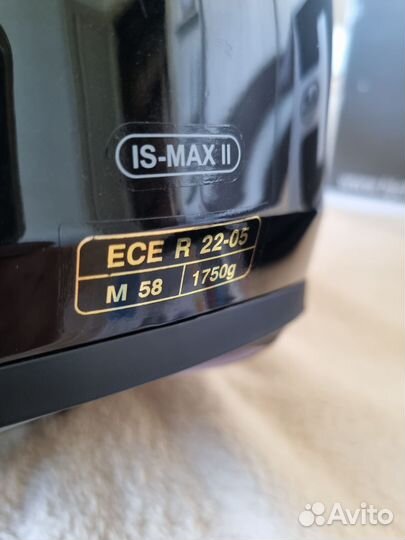 IS-MAX II
ECE R 22-05
M 58 1750g
Avito